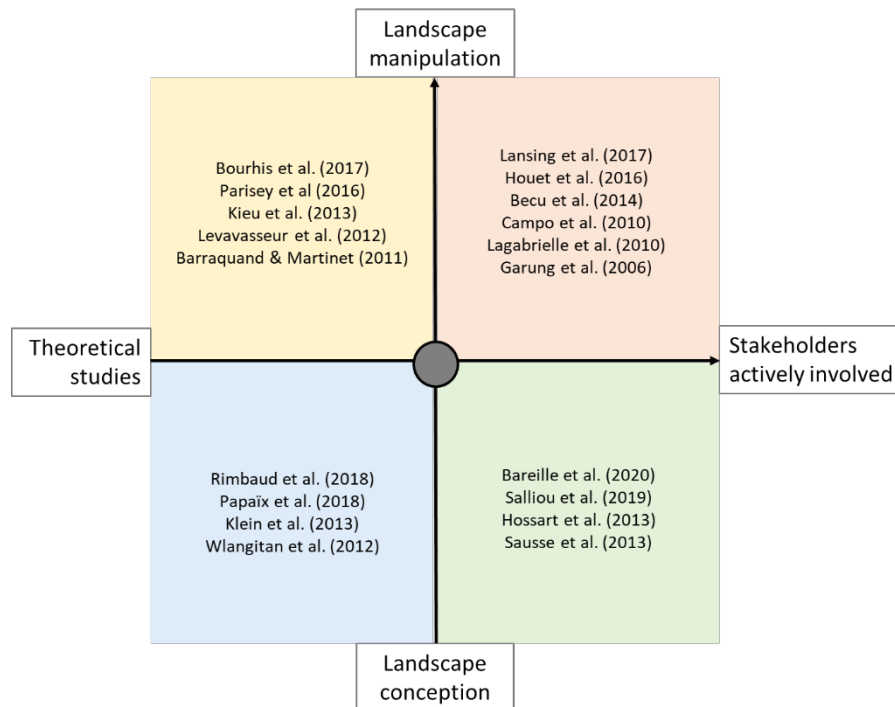 Landscape
manipulation
Bourhis et al. (2017)
Parisey et al (2016)
Kieu et al. (2013)
Levavasseur et al. (2012)
Barraquand & Martinet (2011)
Lansing et al. (2017)
Houet et al. (2016)
Becu et al. (2014)
Campo et al. (2010)
Lagabrielle et al. (2010)
Garung et al. (2006)
Theoretical
studies
Stakeholders
actively involved
Rimbaud et al. (2018)
Papaïx et al. (2018)
Klein et al. (2013)
Wlangitan et al. (2012)
Bareille et al. (2020)
Salliou et al. (2019)
Hossart et al. (2013)
Sausse et al. (2013)
Landscape
conception